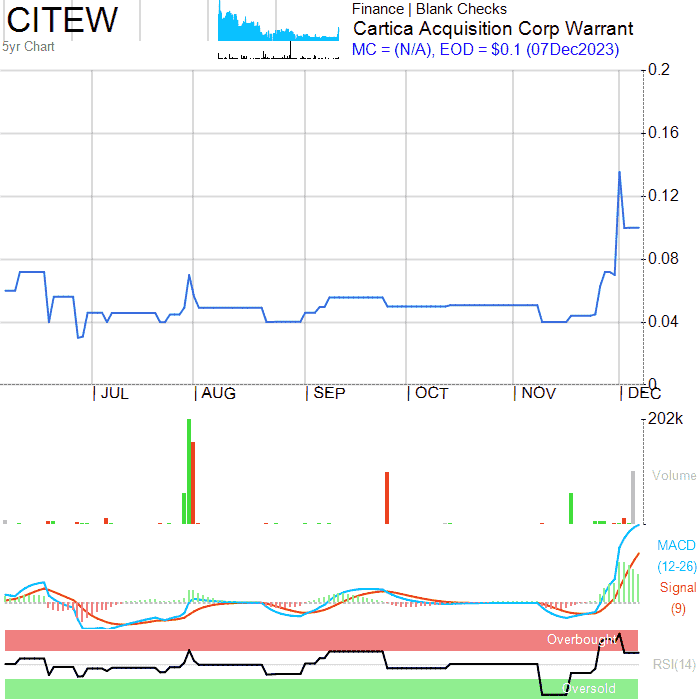 CITEW
5yr Chart
Finance | Blank Checks
Cartica Acquisition Corp Warrant
MC = (N/A), EOD = $0.1 (07Dec2023)
0.2
0.16
0.12
0.08
0.04
0
JUL AUG SEP OCT NOV DEC
202k
Volume
MACD
(12-26)
Signal
(9)
Overbought
RSI(14)
Oversold